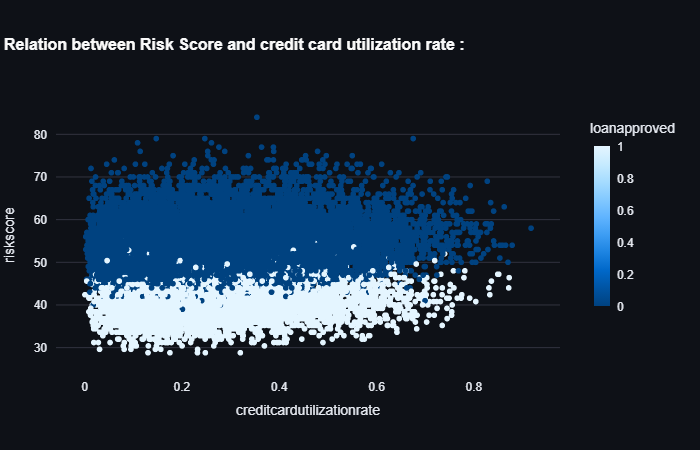 Relation between Risk Score and credit card utilization rate :
loanapproved
1
0.8
0.6
0.4
0.2
0
riskscore
80
70
60
50
40
30
0 0.2 0.4 0.6 0.8
creditcardutilizationrate